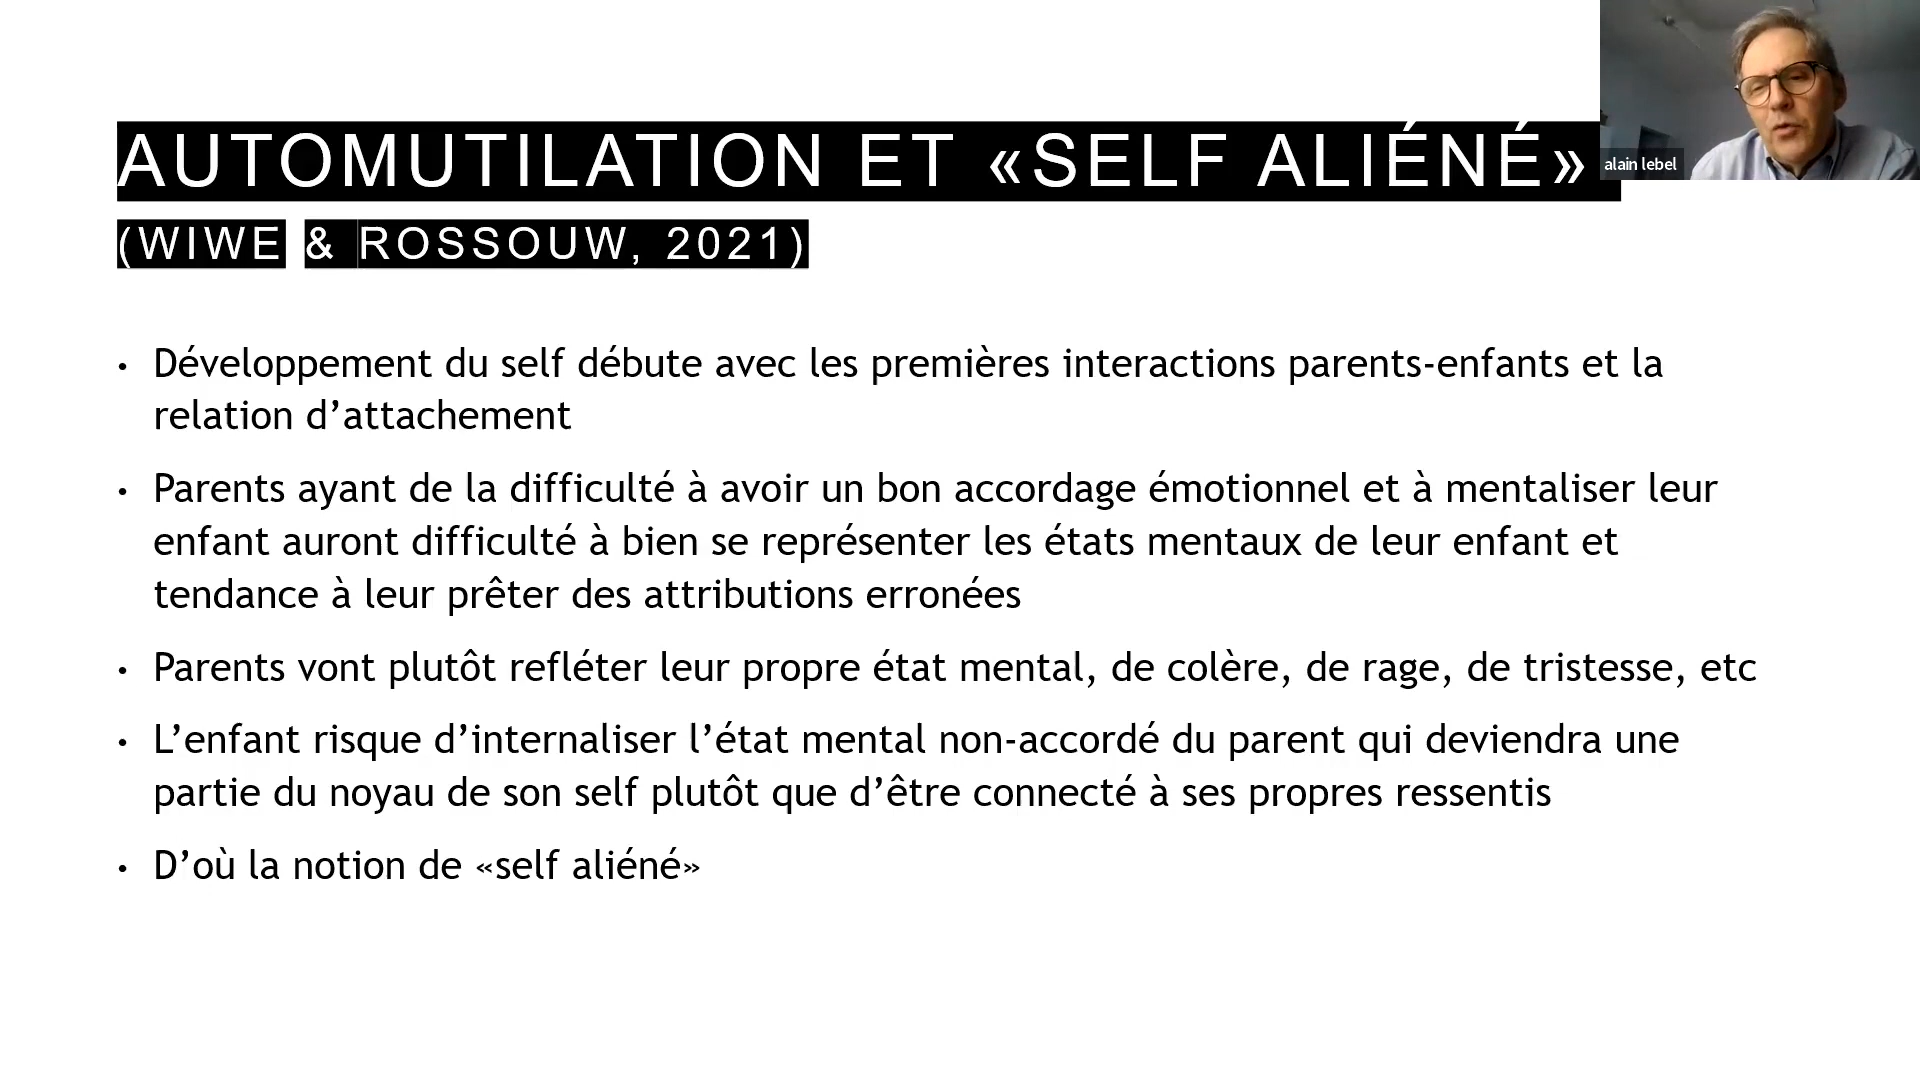 AUTOMUTILATION ET «SELF ALIÉNÉ»
alain lebel
(WIWE & ROSSOUW, 2021)
• Développement du self débute avec les premières interactions parents-enfants et la
relation d’attachement
• Parents ayant de la difficulté à avoir un bon accordage émotionnel et à mentaliser leur
enfant auront difficulté à bien se représenter les états mentaux de leur enfant et
tendance à leur prêter des attributions erronées
• Parents vont plutôt refléter leur propre état mental, de colère, de rage, de tristesse, etc
• L’enfant risque d’internaliser l’état mental non-accordé du parent qui deviendra une
partie du noyau de son self plutôt que d’être connecté à ses propres ressentis
• D’où la notion de «self aliéné»